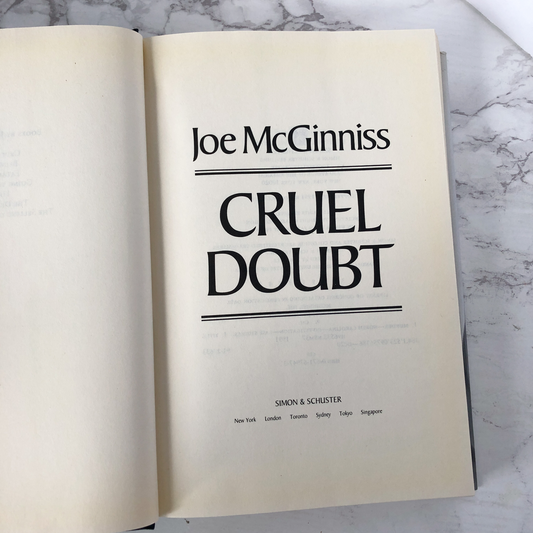 Joe McGinniss
CRUEL
DOUBT
SIMON & SCHUSTER
New York London Toronto Sydney Tokyo Singapore